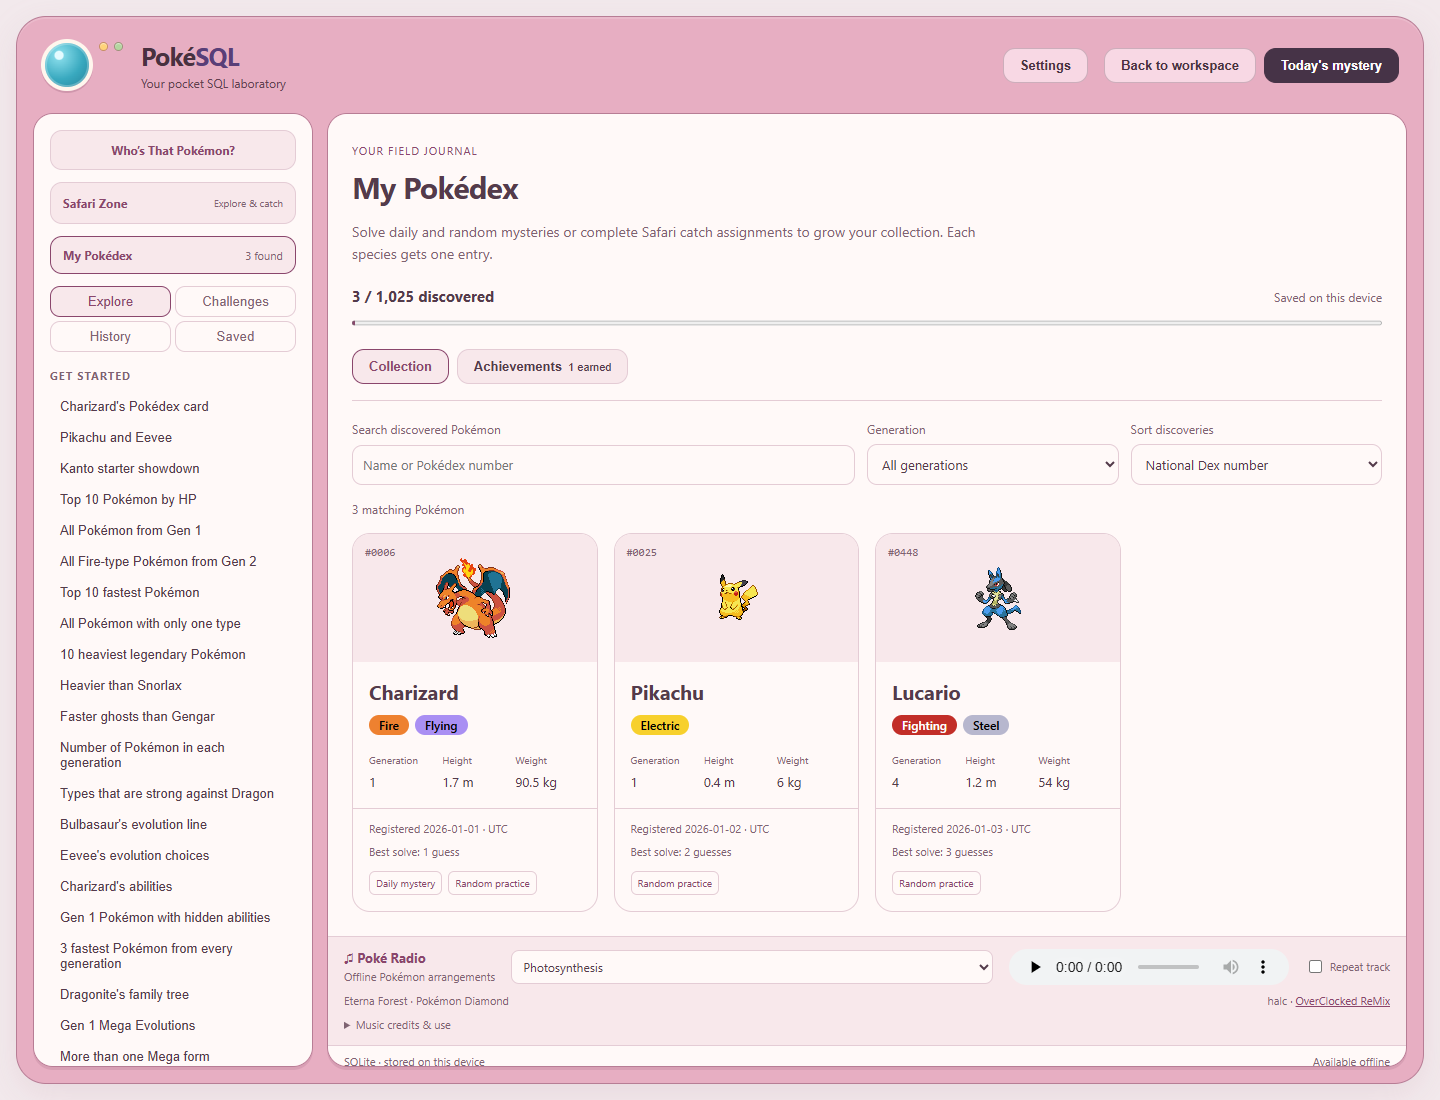 PokéSQL
Your pocket SQL laboratory
Settings
Back to workspace
Today's mystery
Who's That Pokémon?
Safari Zone
Explore & catch
My Pokédex
3 found
Explore
Challenges
History
Saved
GET STARTED
Charizard's Pokédex card
Pikachu and Eevee
Kanto starter showdown
Top 10 Pokémon by HP
All Pokémon from Gen 1
All Fire-type Pokémon from Gen 2
Top 10 fastest Pokémon
All Pokémon with only one type
10 heaviest legendary Pokémon
Heavier than Snorlax
Faster ghosts than Gengar
Number of Pokémon in each
generation
Types that are strong against Dragon
Bulbasaur's evolution line
Eevee's evolution choices
Charizard's abilities
Gen 1 Pokémon with hidden abilities
3 fastest Pokémon from every
generation
Dragonite's family tree
Gen 1 Mega Evolutions
More than one Mega form
YOUR FIELD JOURNAL
My Pokédex
Solve daily and random mysteries or complete Safari catch assignments to grow your collection. Each
species gets one entry.
3 / 1,025 discovered
Saved on this device
Collection
Achievements 1 earned
Search discovered Pokémon
Name or Pokédex number
Generation
All generations
Sort discoveries
National Dex number
3 matching Pokémon
#0006
Charizard
Fire Flying
Generation Height Weight
1 1.7 m 90.5 kg
Registered 2026-01-01 · UTC
Best solve: 1 guess
Daily mystery Random practice
#0025
Pikachu
Electric
Generation Height Weight
1 0.4 m 6 kg
Registered 2026-01-02 · UTC
Best solve: 2 guesses
Random practice
#0448
Lucario
Fighting Steel
Generation Height Weight
4 1.2 m 54 kg
Registered 2026-01-03 · UTC
Best solve: 3 guesses
Random practice
♫ Poké Radio
Offline Pokémon arrangements
Photosynthesis
0:00 / 0:00
Repeat track
Eterna Forest · Pokémon Diamond
halc · OverClocked ReMix
Music credits & use
SQLite · stored on this device
Available offline